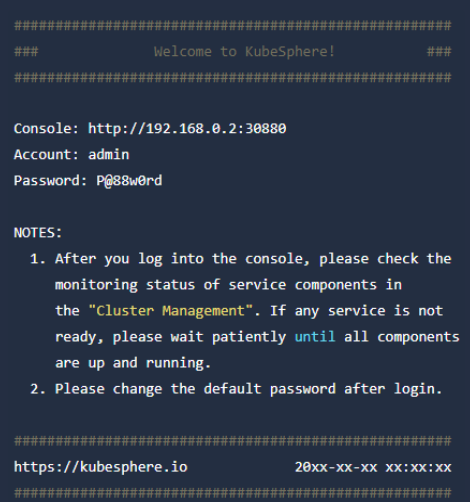 #####################################################
###              Welcome to KubeSphere!           ###
#####################################################
Console: http://192.168.0.2:30880
Account: admin
Password: P@88w0rd
NOTES:
1. After you log into the console, please check the
monitoring status of service components in
the "Cluster Management". If any service is not
ready, please wait patiently until all components
are up and running.
2. Please change the default password after login.
#####################################################
https://kubesphere.io             20xx-xx-xx xx:xx:xx
#####################################################